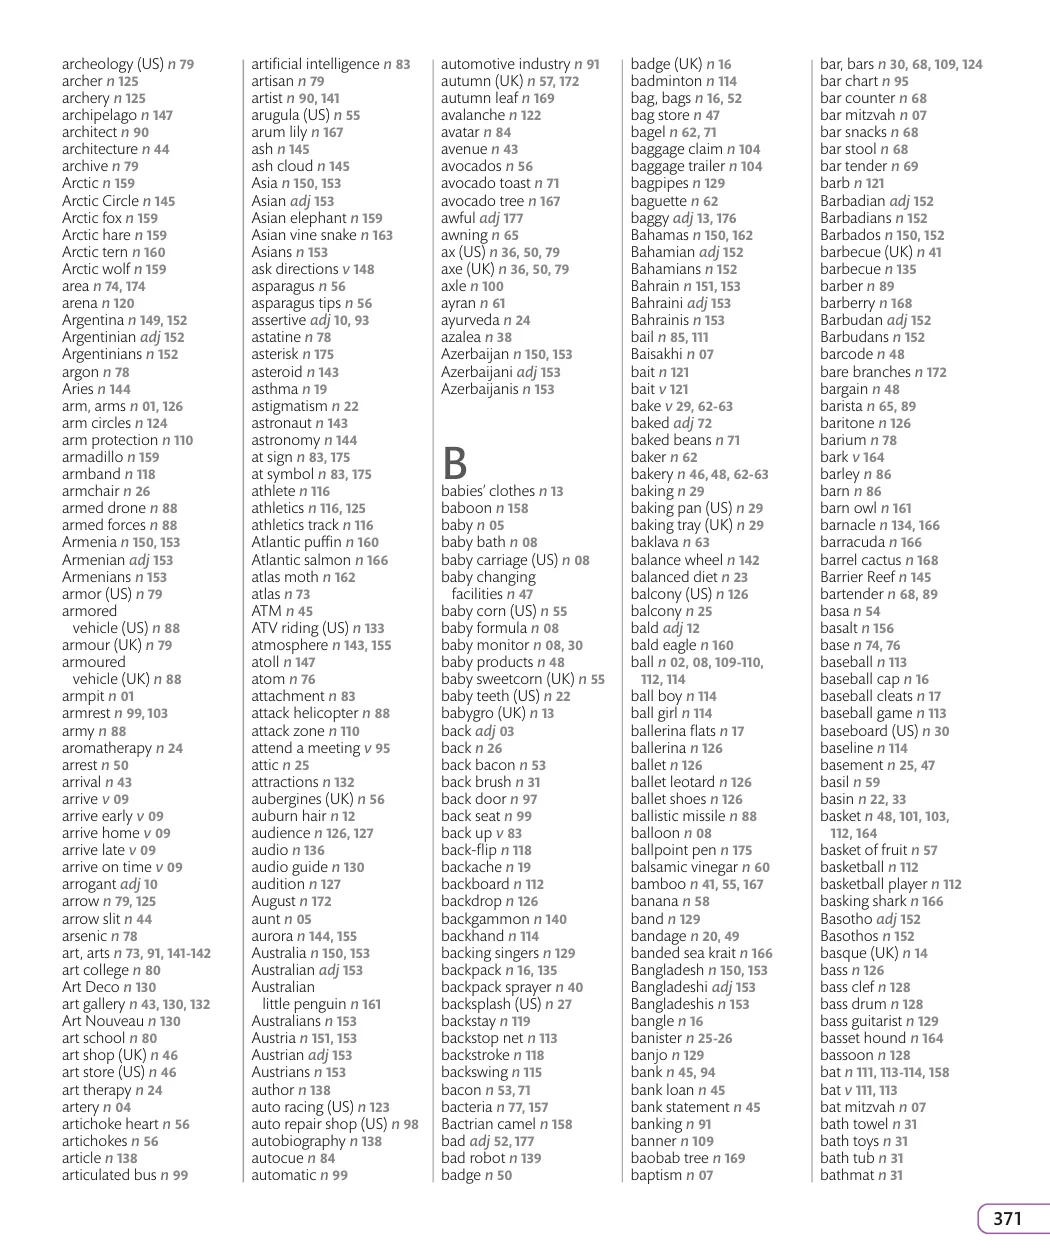 archeology (US) n 79
archer n 125
archery n 125
archipelago n 147
architect n 90
architecture n 44
archive n 79
Arctic n 159
Arctic Circle n 145
Arctic fox n 159
Arctic hare n 159
Arctic tern n 160
Arctic wolf n 159
area n 74, 174
arena n 120
Argentina n 149, 152
Argentinian adj 152
Argentinians n 152
argon n 78
Aries n 144
arm, arms n 01, 126
arm circles n 124
arm protection n 110
armadillo n 159
armband n 118
armchair n 26
armed drone n 88
armed forces n 88
Armenia n 150, 153
Armenian adj 153
Armenians n 153
armor (US) n 79
armored
vehicle (US) n 88
armour (UK) n 79
armoured
vehicle (UK) n 88
armpit n 01
armrest n 99, 103
army n 88
aromatherapy n 24
arrest n 50
arrival n 43
arrive v 09
arrive early v 09
arrive home v 09
arrive late v 09
arrive on time v 09
arrogant adj 10
arrow n 79, 125
arrow slit n 44
arsenic n 78
art, arts n 73, 91, 141-142
art college n 80
Art Deco n 130
art gallery n 43, 130, 132
Art Nouveau n 130
art school n 80
art shop (UK) n 46
art store (US) n 46
art therapy n 24
artery n 04
artichoke heart n 56
artichokes n 56
article n 138
articulated bus n 99
artificial intelligence n 83
artisan n 79
artist n 90, 141
arugula (US) n 55
arum lily n 167
ash n 145
ash cloud n 145
Asia n 150, 153
Asian adj 153
Asian elephant n 159
Asian vine snake n 163
Asians n 153
ask directions v 148
asparagus n 56
asparagus tips n 56
assertive adj 10, 93
astatine n 78
asterisk n 175
asteroid n 143
asthma n 19
astigmatism n 22
astronaut n 143
astronomy n 144
at sign n 83, 175
at symbol n 83, 175
athlete n 116
athletics n 116, 125
athletics track n 116
Atlantic puffin n 160
Atlantic salmon n 166
atlas moth n 162
atlas n 73
ATM n 45
ATV riding (US) n 133
atmosphere n 143, 155
atoll n 147
atom n 76
attachment n 83
attack helicopter n 88
attack zone n 110
attend a meeting v 95
attic n 25
attractions n 132
aubergines (UK) n 56
auburn hair n 12
audience n 126, 127
audio n 136
audio guide n 130
audition n 127
August n 172
aunt n 05
aurora n 144, 155
Australia n 150, 153
Australian adj 153
Australian
little penguin n 161
Australians n 153
Austria n 151, 153
Austrian adj 153
Austrians n 153
author n 138
auto racing (US) n 123
auto repair shop (US) n 98
autobiography n 138
autocue n 84
automatic n 99
automotive industry n 91
autumn (UK) n 57, 172
autumn leaf n 169
avalanche n 122
avatar n 84
avenue n 43
avocados n 56
avocado toast n 71
avocado tree n 167
awful adj 177
awning n 65
ax (US) n 36, 50, 79
axe (UK) n 36, 50, 79
axle n 100
ayran n 61
ayurveda n 24
azalea n 38
Azerbaijan n 150, 153
Azerbaijani adj 153
Azerbaijanis n 153
B
babies' clothes n 13
baboon n 158
baby n 05
baby bath n 08
baby carriage (US) n 08
baby changing
facilities n 47
baby corn (US) n 55
baby formula n 08
baby monitor n 08, 30
baby products n 48
baby sweetcorn (UK) n 55
baby teeth (US) n 22
babygro (UK) n 13
back adj 03
back n 26
back bacon n 53
back brush n 31
back door n 97
back seat n 99
back up v 83
back-flip n 118
backache n 19
backboard n 112
backdrop n 126
backgammon n 140
backhand n 114
backing singers n 129
backpack n 16, 135
backpack sprayer n 40
backsplash (US) n 27
backstay n 119
backstop net n 113
backstroke n 118
backswing n 115
bacon n 53, 71
bacteria n 77, 157
Bactrian camel n 158
bad adj 52, 177
bad robot n 139
badge n 50
badge (UK) n 16
badminton n 114
bag, bags n 16, 52
bag store n 47
bagel n 62, 71
baggage claim n 104
baggage trailer n 104
bagpipes n 129
baguette n 62
baggy adj 13, 176
Bahamas n 150, 162
Bahamian adj 152
Bahamians n 152
Bahrain n 151, 153
Bahraini adj 153
Bahrainis n 153
bail n 85, 111
Baisakhi n 07
bait n 121
bait v 121
bake v 29, 62-63
baked adj 72
baked beans n 71
baker n 62
bakery n 46, 48, 62-63
baking n 29
baking pan (US) n 29
baking tray (UK) n 29
baklava n 63
balance wheel n 142
balanced diet n 23
balcony (US) n 126
balcony n 25
bald adj 12
bald eagle n 160
ball n 02, 08, 109-110,
112, 114
ball boy n 114
ball girl n 114
ballerina flats n 17
ballerina n 126
ballet n 126
ballet leotard n 126
ballet shoes n 126
ballistic missile n 88
balloon n 08
ballpoint pen n 175
balsamic vinegar n 60
bamboo n 41, 55, 167
banana n 58
band n 129
bandage n 20, 49
banded sea krait n 166
Bangladesh n 150, 153
Bangladeshi adj 153
Bangladeshis n 153
bangle n 16
banister n 25-26
banjo n 129
bank n 45, 94
bank loan n 45
bank statement n 45
banking n 91
banner n 109
baobab tree n 169
baptism n 07
bar, bars n 30, 68, 109, 124
bar chart n 95
bar counter n 68
bar mitzvah n 07
bar snacks n 68
bar stool n 68
bar tender n 69
barb n 121
Barbadian adj 152
Barbadians n 152
Barbados n 150, 152
barbecue (UK) n 41
barbecue n 135
barber n 89
barberry n 168
Barbudan adj 152
Barbudans n 152
barcode n 48
bare branches n 172
bargain n 48
barista n 65, 89
baritone n 126
barium n 78
bark v 164
barley n 86
barn n 86
barn owl n 161
barnacle n 134, 166
barracuda n 166
barrel cactus n 168
Barrier Reef n 145
bartender n 68, 89
basa n 54
basalt n 156
base n 74, 76
baseball n 113
baseball cap n 16
baseball cleats n 17
baseball game n 113
baseboard (US) n 30
baseline n 114
basement n 25, 47
basil n 59
basin n 22, 33
basket n 48, 101, 103,
112, 164
basket of fruit n 57
basketball n 112
basketball player n 112
basking shark n 166
Basotho adj 152
Basothos n 152
basque (UK) n 14
bass n 126
bass clef n 128
bass drum n 128
bass guitarist n 129
basset hound n 164
bassoon n 128
bat n 111, 113-114, 158
bat v 111, 113
bat mitzvah n 07
bath towel n 31
bath toys n 31
bath tub n 31
bathmat n 31
371